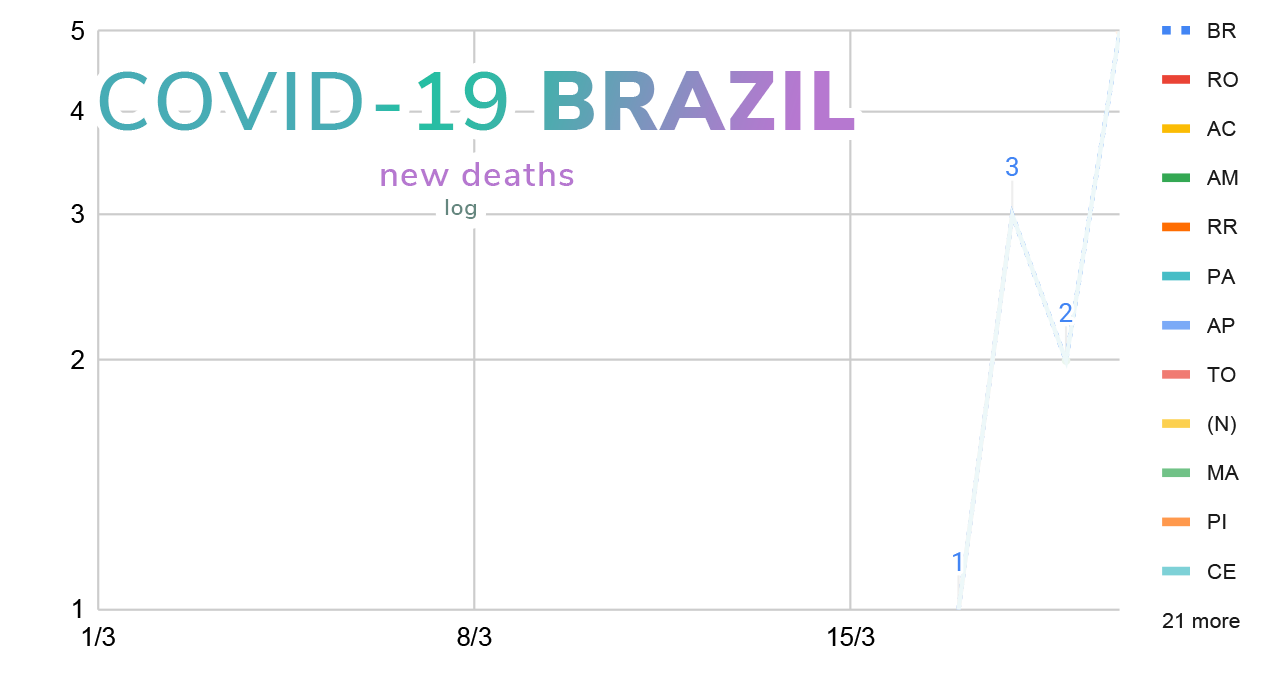 COVID-19 BRAZIL
new deaths
log
5
4
3
2
1
1/3
8/3
15/3
1
3
2
BR
RO
AC
AM
RR
PA
AP
TO
(N)
MA
PI
CE
21 more